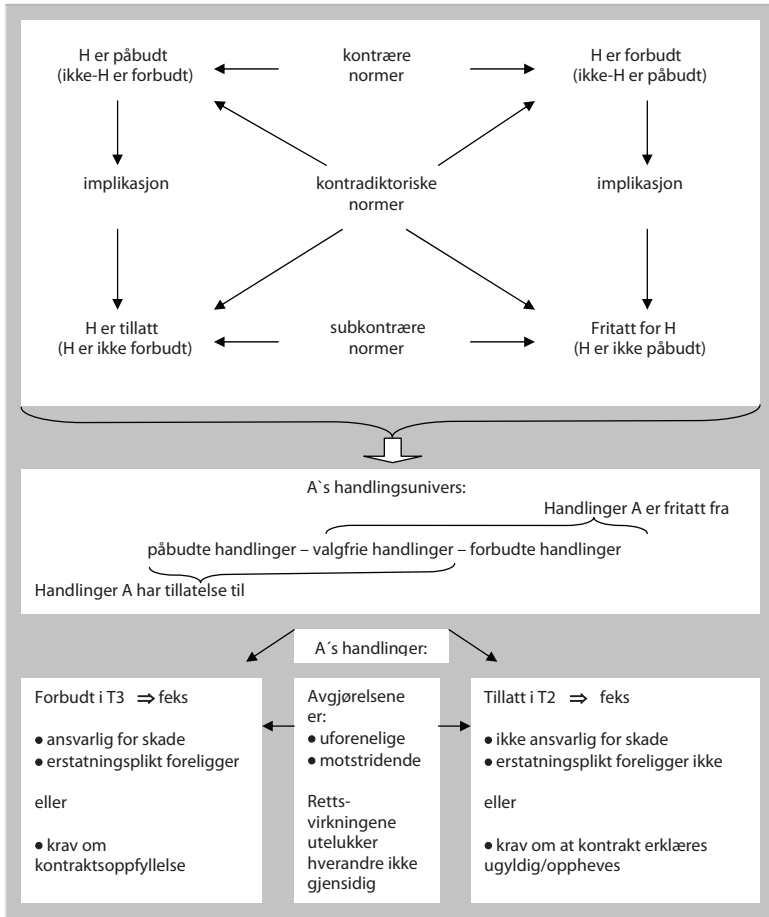 H er påbudt
(ikke-H er forbudt)
kontrære
normer
H er forbudt
(ikke-H er påbudt)
implikasjon
kontradiktoriske
normer
implikasjon
H er tillatt
(H er ikke forbudt)
subkontrære
normer
Fritatt for H
(H er ikke påbudt)
A`s handlingsunivers:
Handlinger A er fritatt fra
påbudte handlinger – valgfrie handlinger – forbudte handlinger
Handlinger A har tillatelse til
A´s handlinger:
Forbudt i T3 ⇒ feks
• ansvarlig for skade
• erstatningsplikt foreligger
eller
• krav om
kontraktsoppfyllelse
Avgjørelsene
er:
• uforenelige
• motstridende
Retts-
virkningene
utelukker
hverandre ikke
gjensidig
Tillatt i T2 ⇒ feks
• ikke ansvarlig for skade
• erstatningsplikt foreligger ikke
eller
• krav om at kontrakt erklæres
ugyldig/oppheves